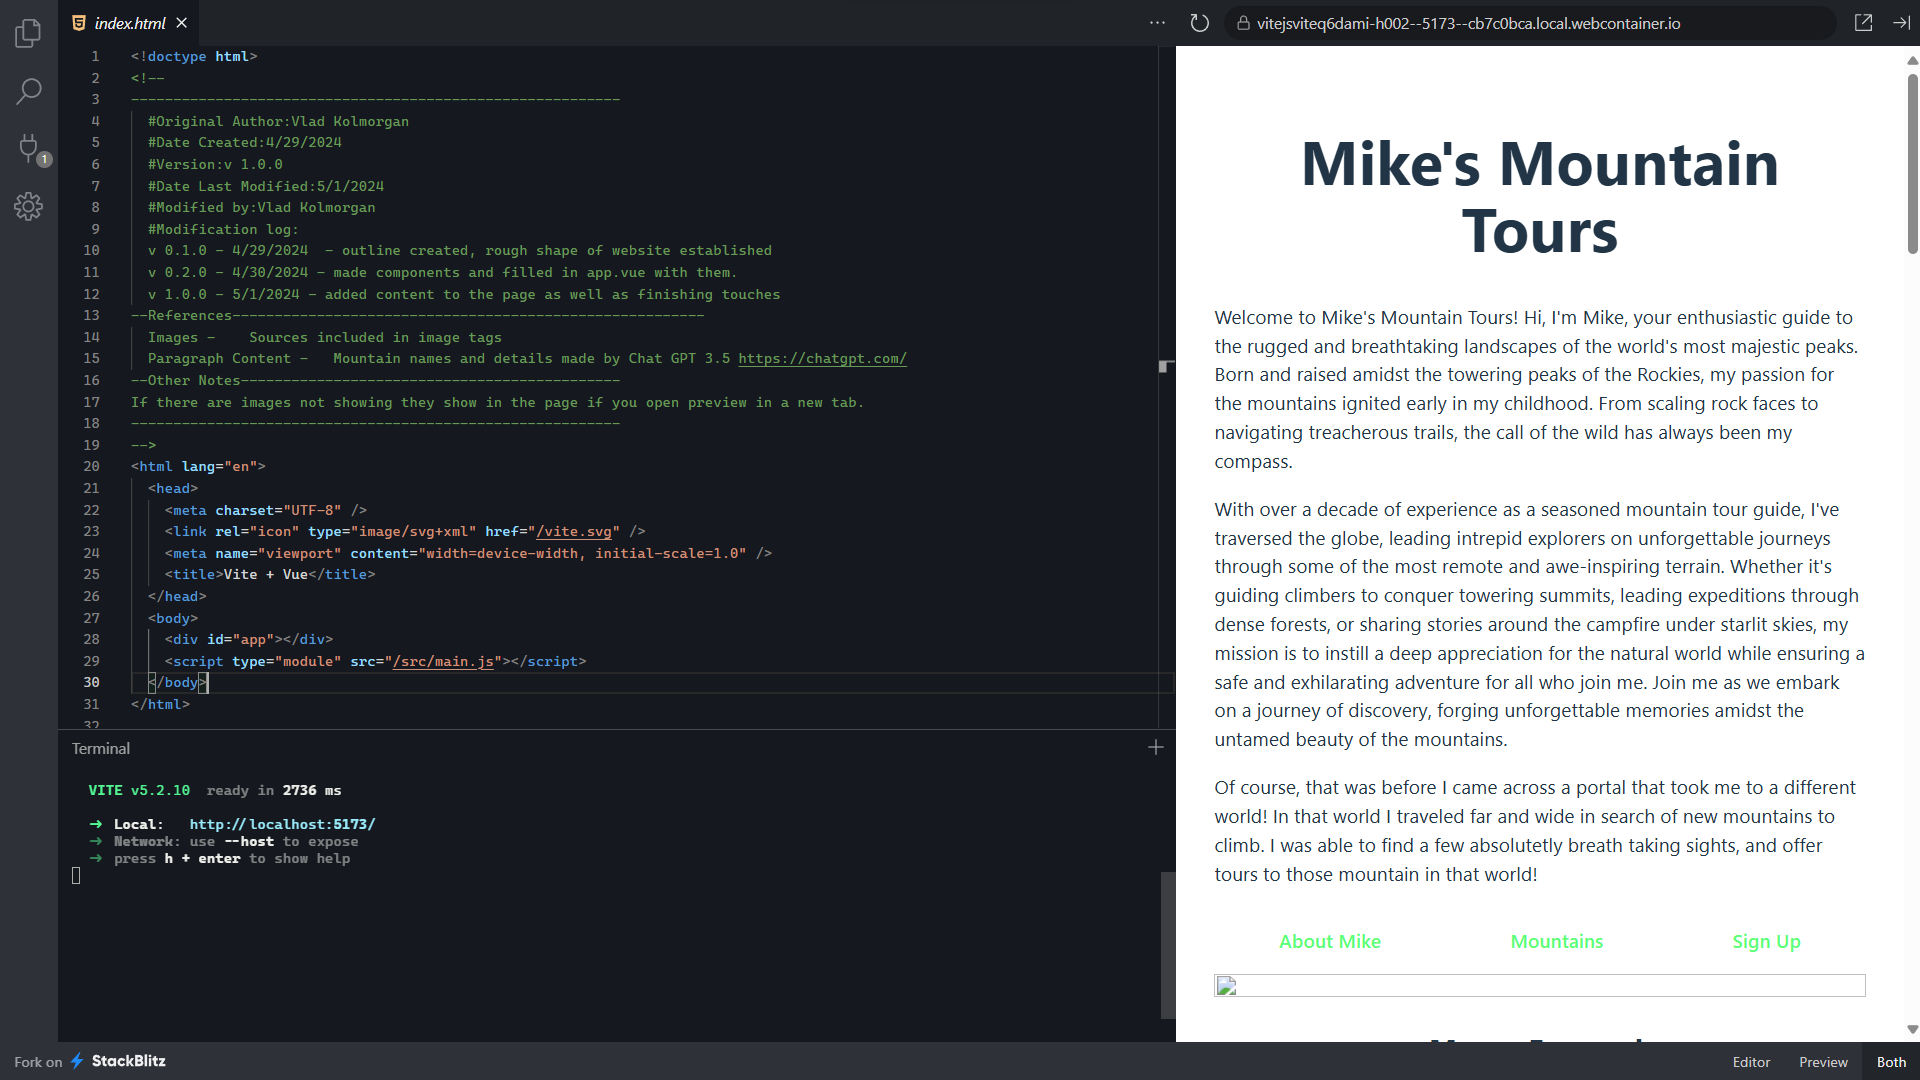 index.html
vitejsviteq6dami-h002--5173--cb7c0bca.local.webcontainer.io
1
1 <!doctype html>
2 <!--
3 ----------------------------------------------------------
4 #Original Author:Vlad Kolmorgan
5 #Date Created:4/29/2024
6 #Version:v 1.0.0
7 #Date Last Modified:5/1/2024
8 #Modified by:Vlad Kolmorgan
9 #Modification log:
10 v 0.1.0 - 4/29/2024  - outline created, rough shape of website established
11 v 0.2.0 - 4/30/2024 - made components and filled in app.vue with them.
12 v 1.0.0 - 5/1/2024 - added content to the page as well as finishing touches
13 --References--------------------------------------------------------
14 Images -    Sources included in image tags
15 Paragraph Content -   Mountain names and details made by Chat GPT 3.5 https://chatgpt.com/
16 --Other Notes---------------------------------------------
17 If there are images not showing they show in the page if you open preview in a new tab.
18 ----------------------------------------------------------
19 -->
20 <html lang="en">
21 <head>
22 <meta charset="UTF-8" />
23 <link rel="icon" type="image/svg+xml" href="/vite.svg" />
24 <meta name="viewport" content="width=device-width, initial-scale=1.0" />
25 <title>Vite + Vue</title>
26 </head>
27 <body>
28 <div id="app"></div>
29 <script type="module" src="/src/main.js"></script>
30 </body>
31 </html>
32
Terminal
VITE v5.2.10  ready in 2736 ms
➜  Local:   http://localhost:5173/
➜  Network: use --host to expose
➜  press h + enter to show help
Mike's Mountain
Tours
Welcome to Mike's Mountain Tours! Hi, I'm Mike, your enthusiastic guide to
the rugged and breathtaking landscapes of the world's most majestic peaks.
Born and raised amidst the towering peaks of the Rockies, my passion for
the mountains ignited early in my childhood. From scaling rock faces to
navigating treacherous trails, the call of the wild has always been my
compass.
With over a decade of experience as a seasoned mountain tour guide, I've
traversed the globe, leading intrepid explorers on unforgettable journeys
through some of the most remote and awe-inspiring terrain. Whether it's
guiding climbers to conquer towering summits, leading expeditions through
dense forests, or sharing stories around the campfire under starlit skies, my
mission is to instill a deep appreciation for the natural world while ensuring a
safe and exhilarating adventure for all who join me. Join me as we embark
on a journey of discovery, forging unforgettable memories amidst the
untamed beauty of the mountains.
Of course, that was before I came across a portal that took me to a different
world! In that world I traveled far and wide in search of new mountains to
climb. I was able to find a few absolutetly breath taking sights, and offer
tours to those mountain in that world!
About Mike Mountains Sign Up
Fork on StackBlitz
Editor Preview Both